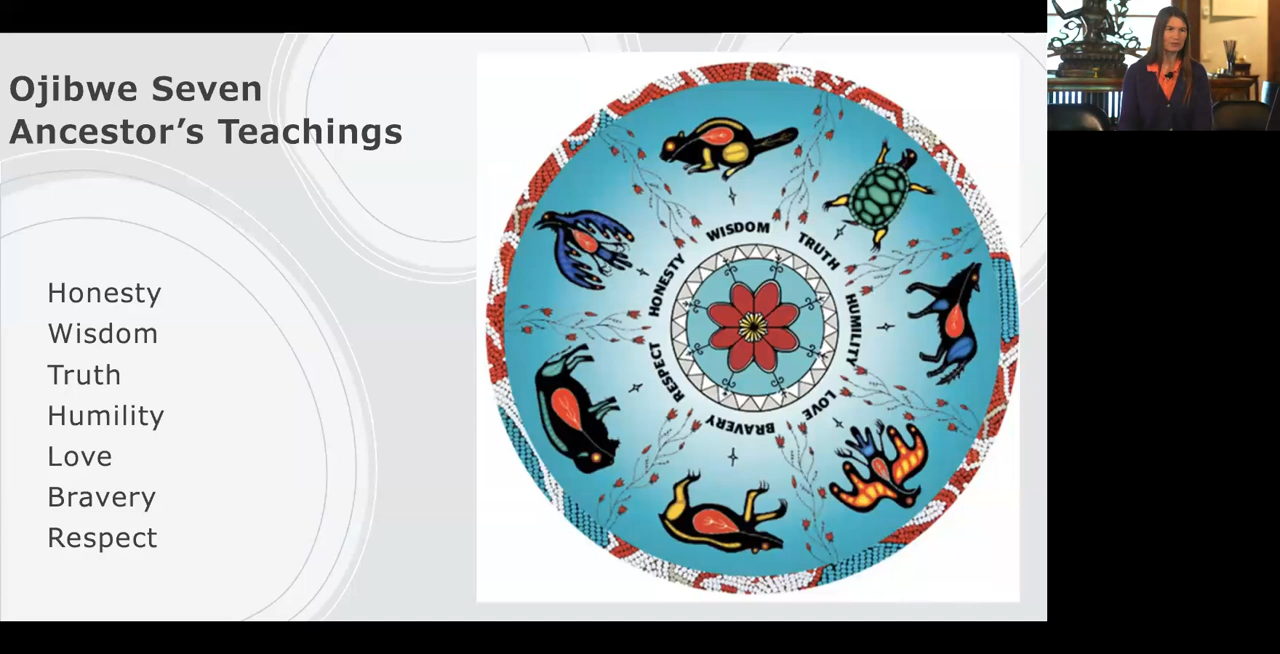 Ojibwe Seven
Ancestor’s Teachings
Honesty
Wisdom
Truth
Humility
Love
Bravery
Respect
WISDOM
TRUTH
HUMILITY
LOVE
BRAVERY
RESPECT
HONESTY